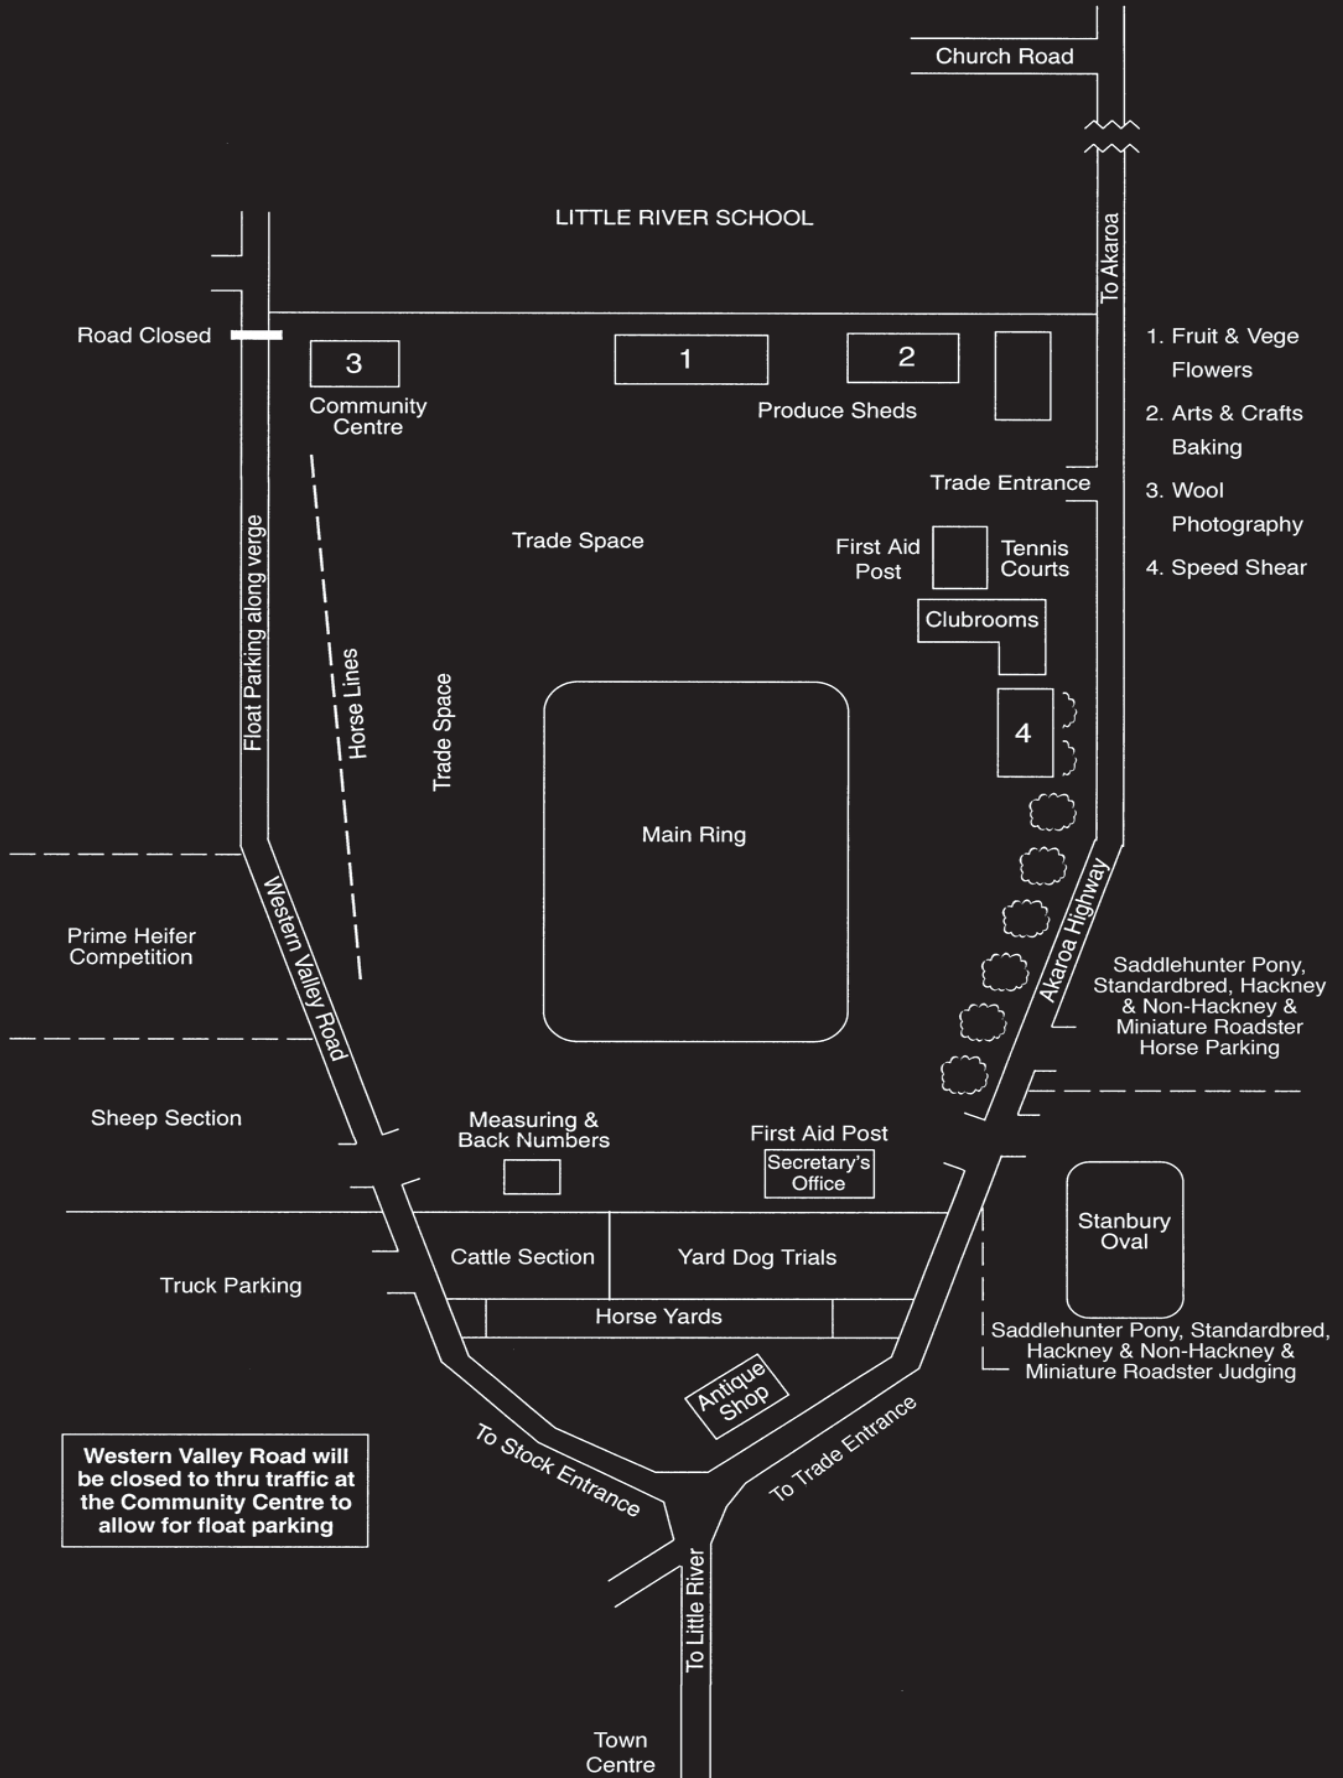 Church Road
To Akaroa
LITTLE RIVER SCHOOL
Road Closed
3
Community
Centre
1
2
Produce Sheds
1. Fruit & Vege
Flowers
2. Arts & Crafts
Baking
3. Wool
Photography
4. Speed Shear
Trade Entrance
Trade Space
First Aid
Post
Tennis
Courts
Clubrooms
Float Parking along verge
Horse Lines
Trade Space
4
Main Ring
Akaroa Highway
Western Valley Road
Prime Heifer
Competition
Saddlehunter Pony,
Standardbred, Hackney
& Non-Hackney &
Miniature Roadster
Horse Parking
Sheep Section
Measuring &
Back Numbers
First Aid Post
Secretary's
Office
Stanbury
Oval
Cattle Section
Yard Dog Trials
Truck Parking
Horse Yards
Saddlehunter Pony, Standardbred,
Hackney & Non-Hackney &
Miniature Roadster Judging
Antique
Shop
To Stock Entrance
To Trade Entrance
Western Valley Road will
be closed to thru traffic at
the Community Centre to
allow for float parking
To Little River
Town
Centre